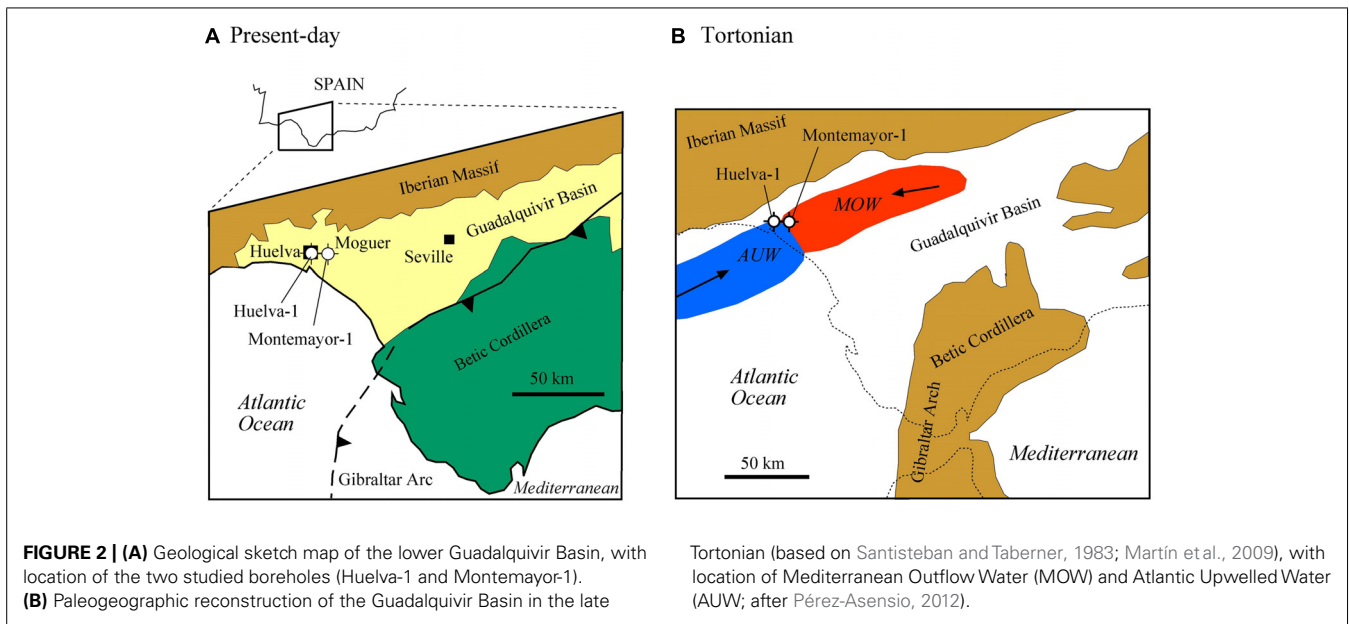 A Present-day
SPAIN
Iberian Massif
Guadalquivir Basin
Huelva
Moguer
Seville
Huelva-1
Montemayor-1
Betic Cordillera
50 km
Atlantic
Ocean
Gibraltar Arc
Mediterranean
B Tortonian
Iberian Massif
Montemayor-1
Huelva-1
MOW
Guadalquivir Basin
AUW
Betic Cordillera
Atlantic
Ocean
Gibraltar Arch
50 km
Mediterranean
FIGURE 2 | (A) Geological sketch map of the lower Guadalquivir Basin, with
location of the two studied boreholes (Huelva-1 and Montemayor-1).
(B) Paleogeographic reconstruction of the Guadalquivir Basin in the late
Tortonian (based on Santisteban and Taberner, 1983; Martín et al., 2009), with
location of Mediterranean Outflow Water (MOW) and Atlantic Upwelled Water
(AUW; after Pérez-Asensio, 2012).